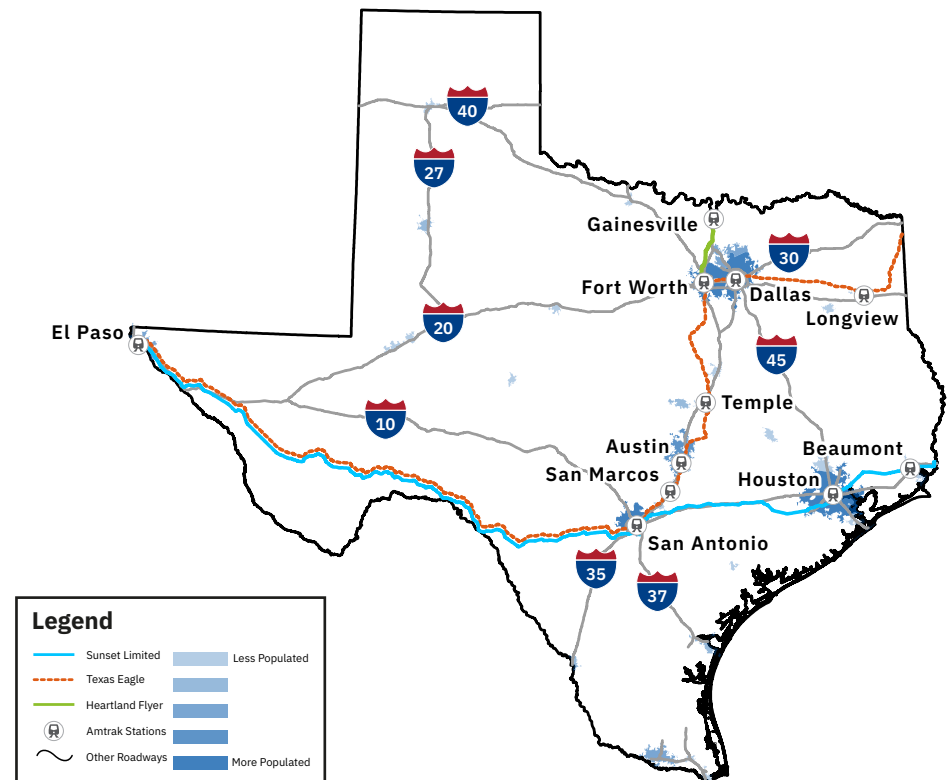 40
27
Gainesville
30
Fort Worth
Dallas
Longview
El Paso
20
45
Temple
10
Austin
Beaumont
San Marcos
Houston
San Antonio
35
37
Legend
Sunset Limited
Less Populated
Texas Eagle
Heartland Flyer
Amtrak Stations
Other Roadways
More Populated